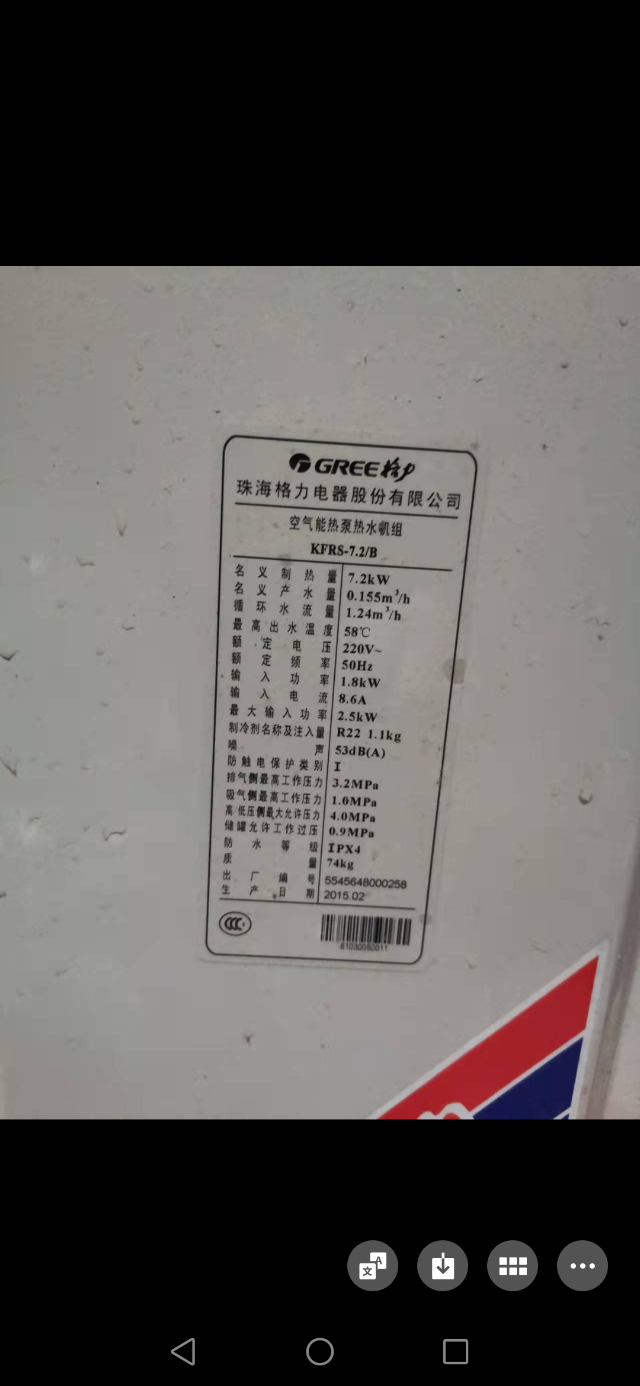 GREE格力
珠海格力电器股份有限公司
空气能热泵热水机组
KFRS-7.2/B
名义制热量 7.2kW
名义产水量 0.155m³/h
循环水流量 1.24m³/h
最高出水温度 58℃
额定电压 220V~
额定频率 50Hz
输入功率 1.8kW
输入电流 8.6A
最大输入功率 2.5kW
制冷剂名称及注入量 R22 1.1kg
噪声 53dB(A)
防触电保护类别 I
排气侧最高工作压力 3.2MPa
吸气侧最高工作压力 1.0MPa
高低压侧最大允许压力 4.0MPa
储罐允许工作过压 0.9MPa
防水等级 IPX4
质量 74kg
出厂编号 5545648000258
生产日期 2015.02
CCC